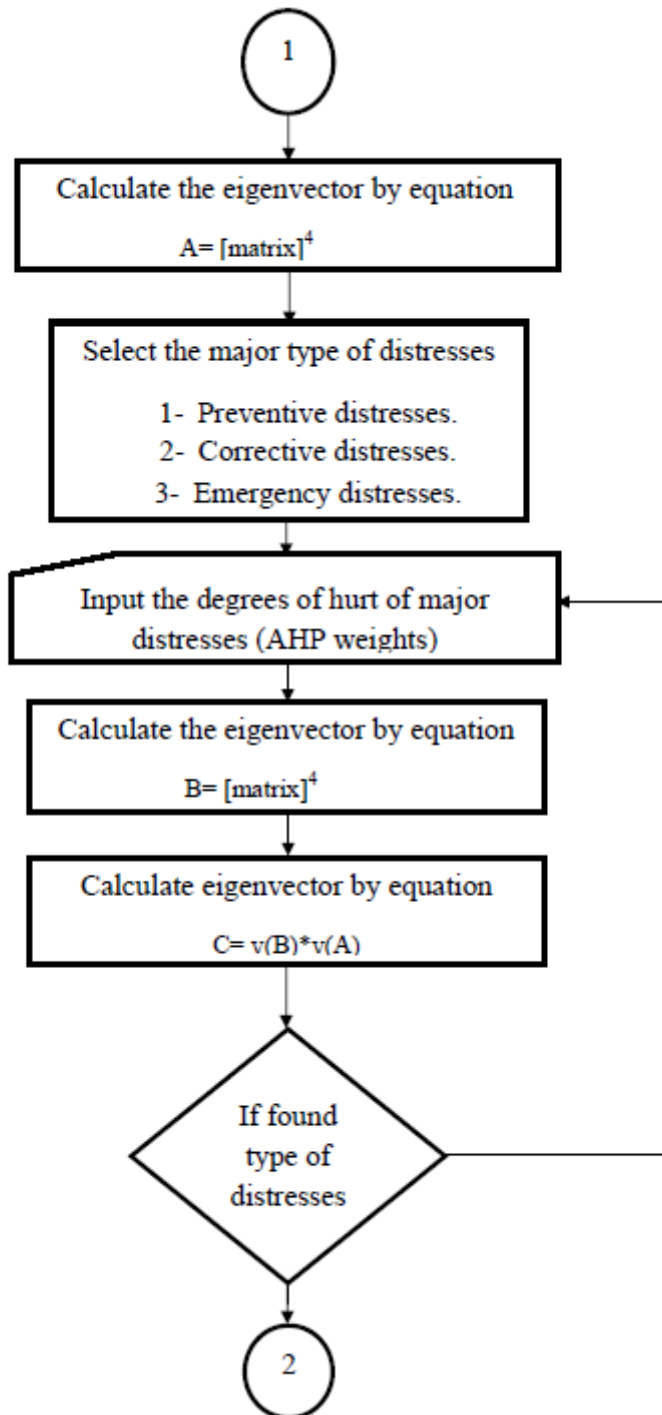 1
Calculate the eigenvector by equation
A= [matrix]⁴
Select the major type of distresses
1- Preventive distresses.
2- Corrective distresses.
3- Emergency distresses.
Input the degrees of hurt of major
distresses (AHP weights)
Calculate the eigenvector by equation
B= [matrix]⁴
Calculate eigenvector by equation
C= v(B)*v(A)
If found
type of
distresses
2